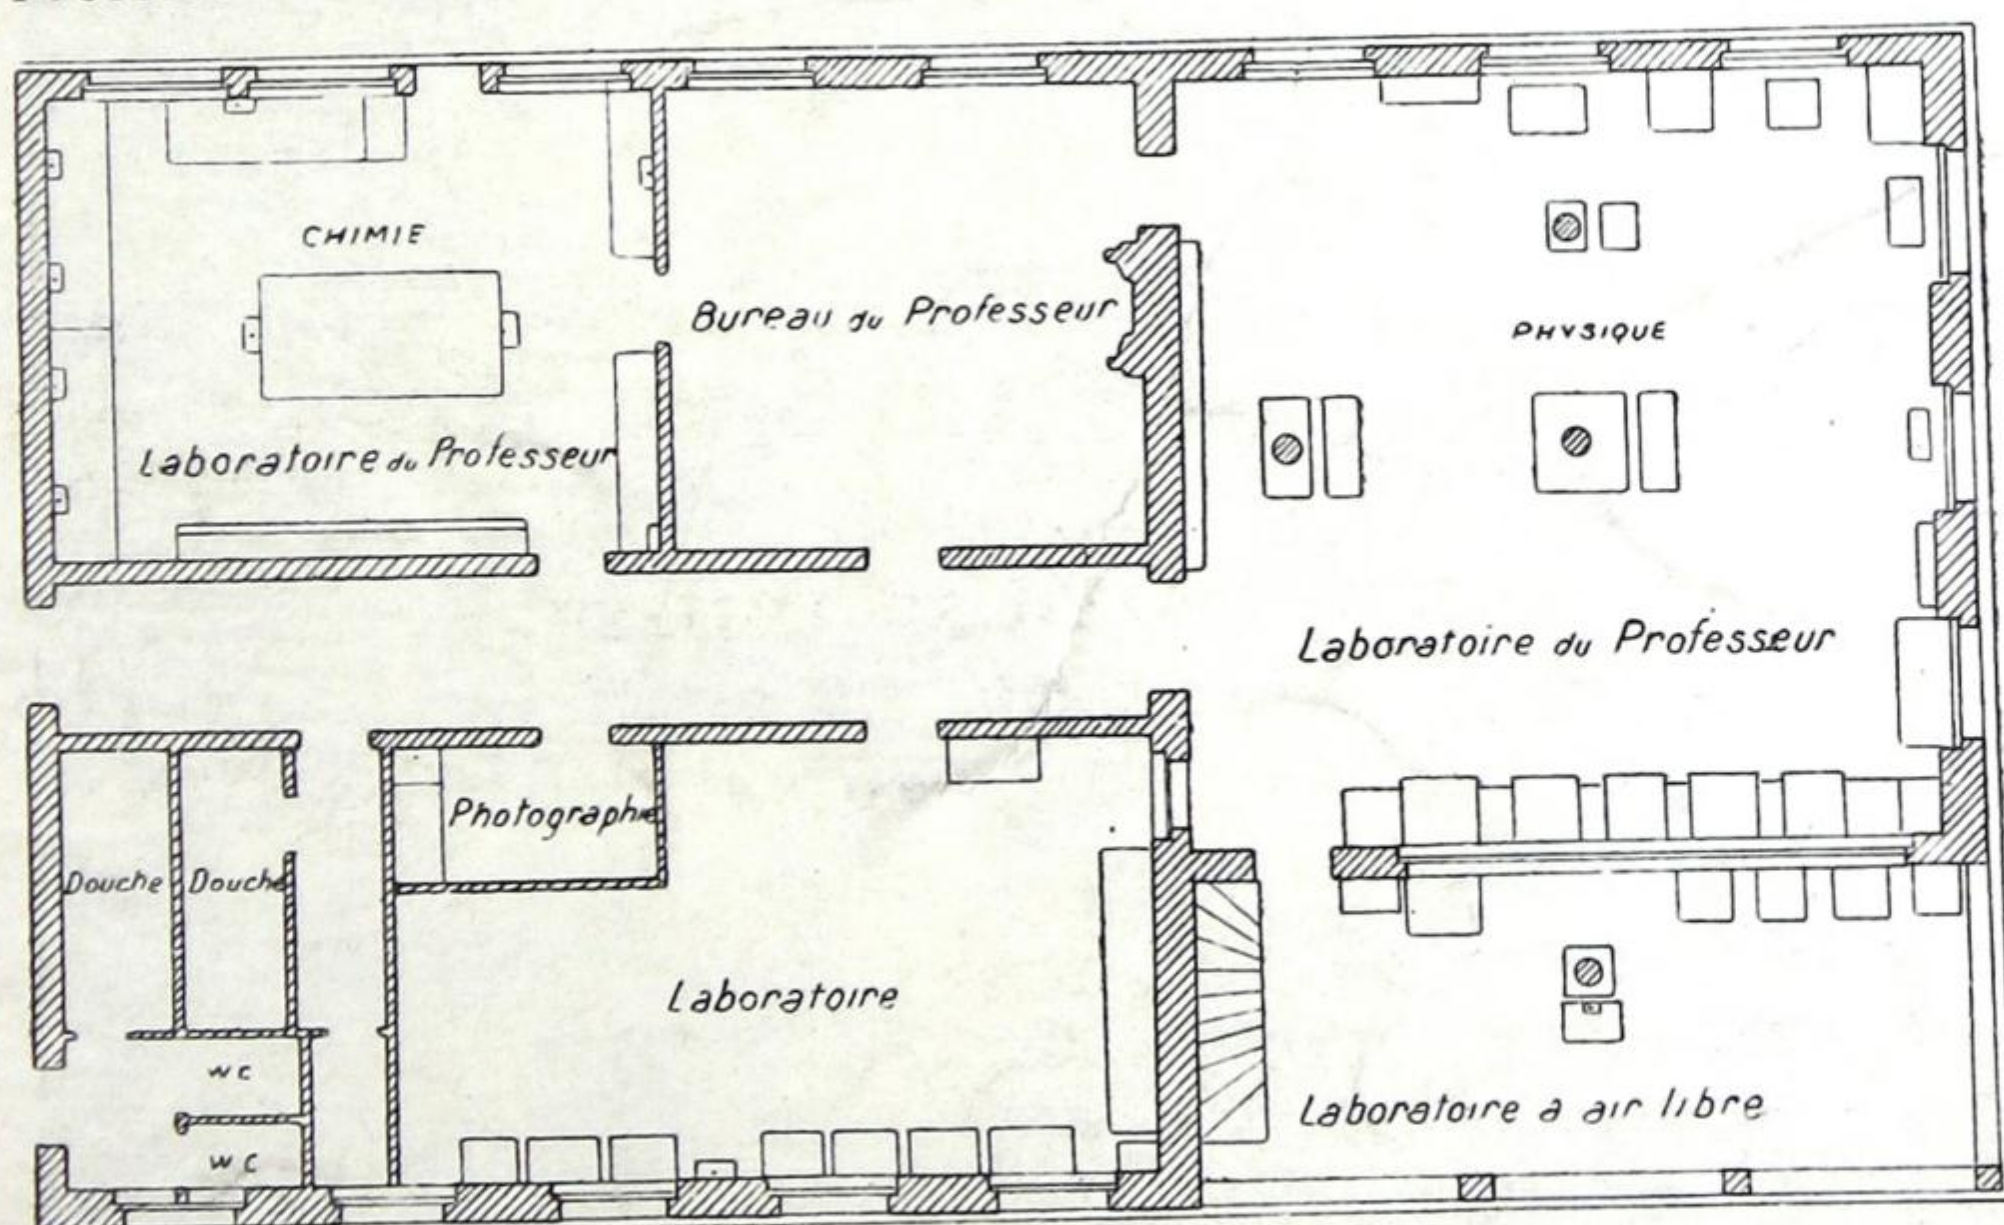 CHIMIE
Bureau du Professeur
PHYSIQUE
Laboratoire du Professeur
Laboratoire du Professeur
Photographie
Douche
Douche
Laboratoire
WC
Laboratoire a air libre
WC